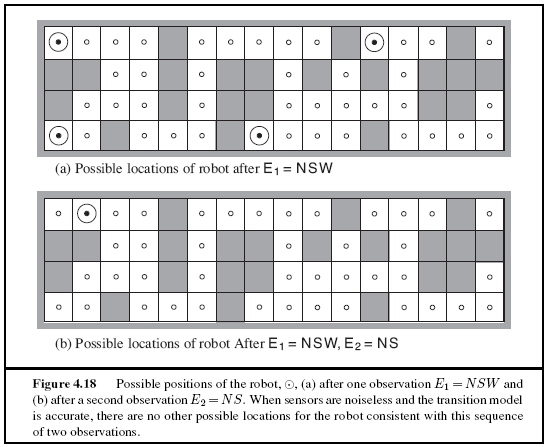 (a) Possible locations of robot after E1 = NSW
(b) Possible locations of robot After E1 = NSW, E2 = NS
Figure 4.18 Possible positions of the robot, ⊙, (a) after one observation E1 = NSW and
(b) after a second observation E2 = NS. When sensors are noiseless and the transition model
is accurate, there are no other possible locations for the robot consistent with this sequence
of two observations.